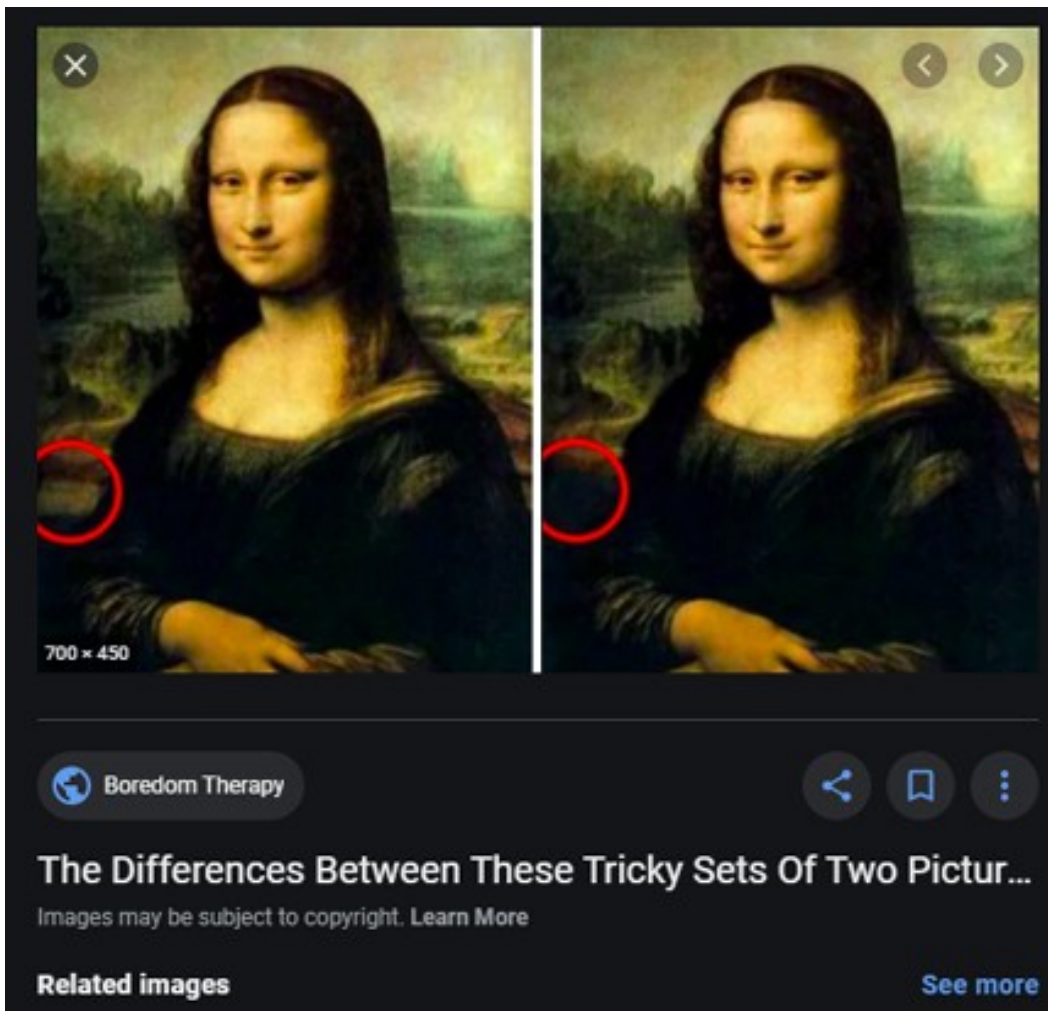 700 × 450
Boredom Therapy
The Differences Between These Tricky Sets Of Two Pictur...
Images may be subject to copyright. Learn More
Related images See more